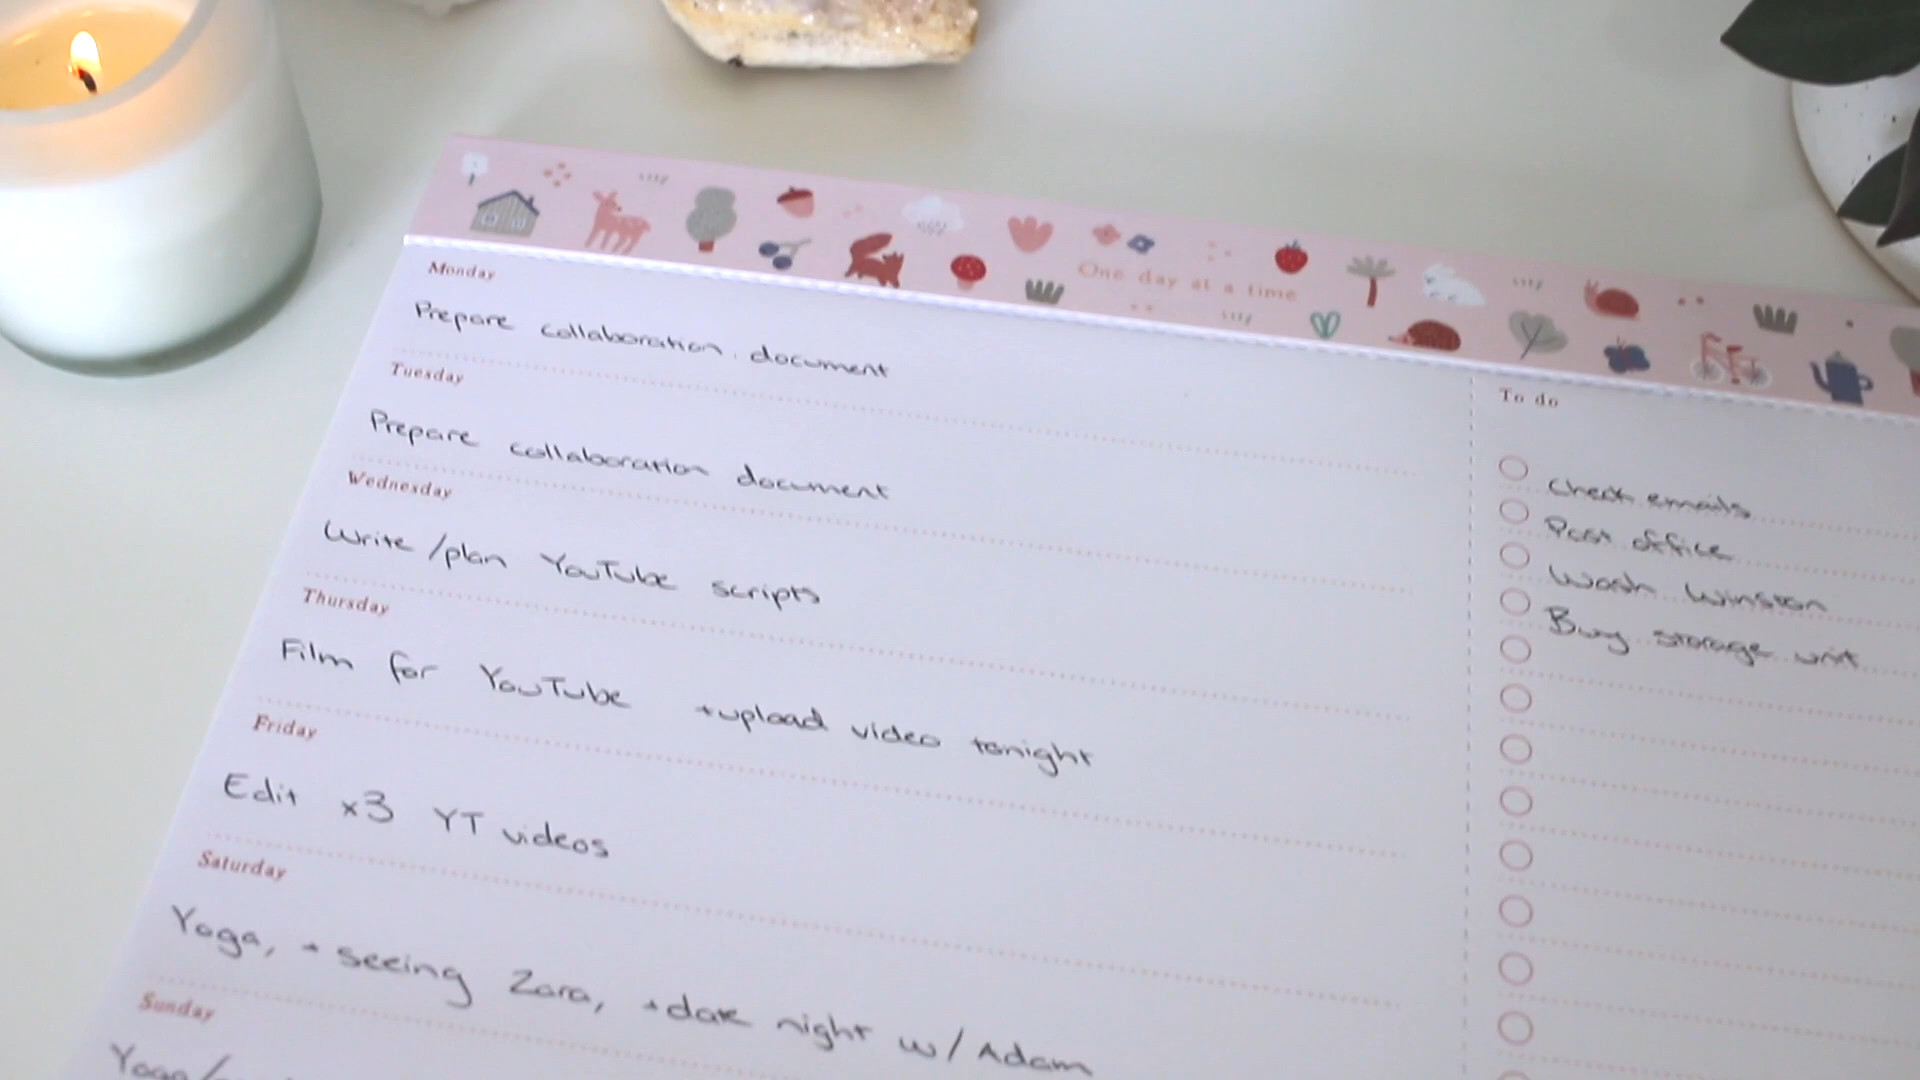 One day at a time
Monday
Prepare collaboration document
Tuesday
Prepare collaboration document
Wednesday
Write /plan YouTube scripts
Thursday
Film for YouTube +upload video tonight
Friday
Edit x3 YT videos
Saturday
Yoga, + seeing Zara, +date night w/ Adam
Sunday
Yoga/
To do
Check emails
Post office
Wash Winston
Buy storage unit